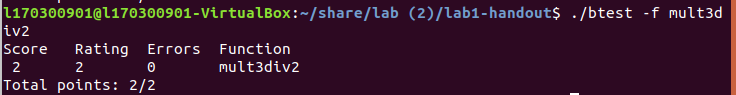 l170300901@l170300901-VirtualBox:~/share/lab (2)/lab1-handout$ ./btest -f mult3d
iv2
Score   Rating  Errors  Function
 2      2       0       mult3div2
Total points: 2/2